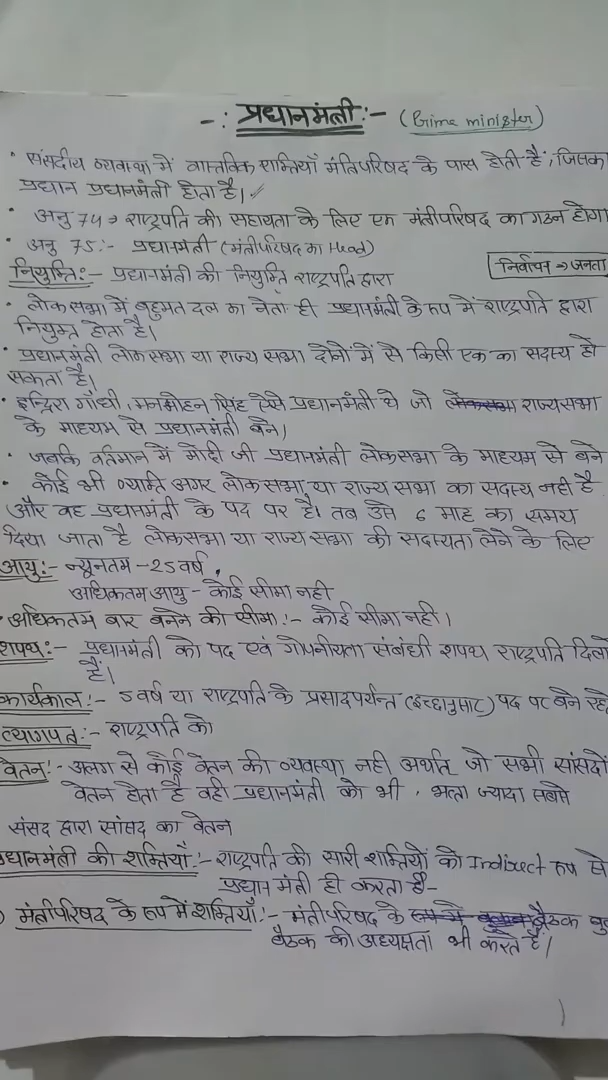 -: प्रधानमंत्री :- (Prime minister)
• संसदीय व्यवस्था में वास्तविक शक्तियाँ मंत्रिपरिषद के पास होती हैं, जिसका
प्रधान प्रधानमंत्री होता है।
• अनु 74 → राष्ट्रपति की सहायता के लिए एक मंत्रीपरिषद का गठन होगा
• अनु 75:- प्रधानमंत्री (मंत्रीपरिषद का Head)
नियुक्ति:- प्रधानमंत्री की नियुक्ति राष्ट्रपति द्वारा
निर्वाचन → जनता
• लोकसभा में बहुमत दल का नेता ही प्रधानमंत्री के रूप में राष्ट्रपति द्वारा
नियुक्त होता है।
• प्रधानमंत्री लोकसभा या राज्य सभा दोनों में से किसी एक का सदस्य हो
सकता है।
• इन्दिरा गाँधी, मनमोहन सिंह ऐसे प्रधानमंत्री थे जो लोकसभा राज्यसभा
के माध्यम से प्रधानमंत्री बने।
• जबकि वर्तमान में मोदी जी प्रधानमंत्री लोकसभा के माध्यम से बने
• कोई भी व्यक्ति अगर लोकसभा या राज्य सभा का सदस्य नहीं है
और वह प्रधानमंत्री के पद पर है। तब उसे 6 माह का समय
दिया जाता है लोकसभा या राज्य सभा की सदस्यता लेने के लिए
आयु:- न्यूनतम - 25 वर्ष,
अधिकतम आयु - कोई सीमा नही
• अधिकतम बार बनने की सीमा:- कोई सीमा नही।
शपथ:- प्रधानमंत्री को पद एवं गोपनीयता संबंधी शपथ राष्ट्रपति दिलाते
हैं।
कार्यकाल:- 5 वर्ष या राष्ट्रपति के प्रसादपर्यन्त (इच्छानुसार) पद पर बने रहे
त्यागपत्र:- राष्ट्रपति को
वेतन:- अलग से कोई वेतन की व्यवस्था नही अर्थात् जो सभी सांसदों
वेतन होता है वही प्रधानमंत्री को भी, भत्ता ज्यादा सबसे
संसद द्वारा सांसद का वेतन
प्रधानमंत्री की शक्तियाँ:- राष्ट्रपति की सारी शक्तियों को Indirect रूप से
प्रधान मंत्री ही करता है-
) मंत्रीपरिषद के रूप में शक्तियाँ:- मंत्रीपरिषद के रूप में बैठक बु
बैठक की अध्यक्षता भी करते हैं।